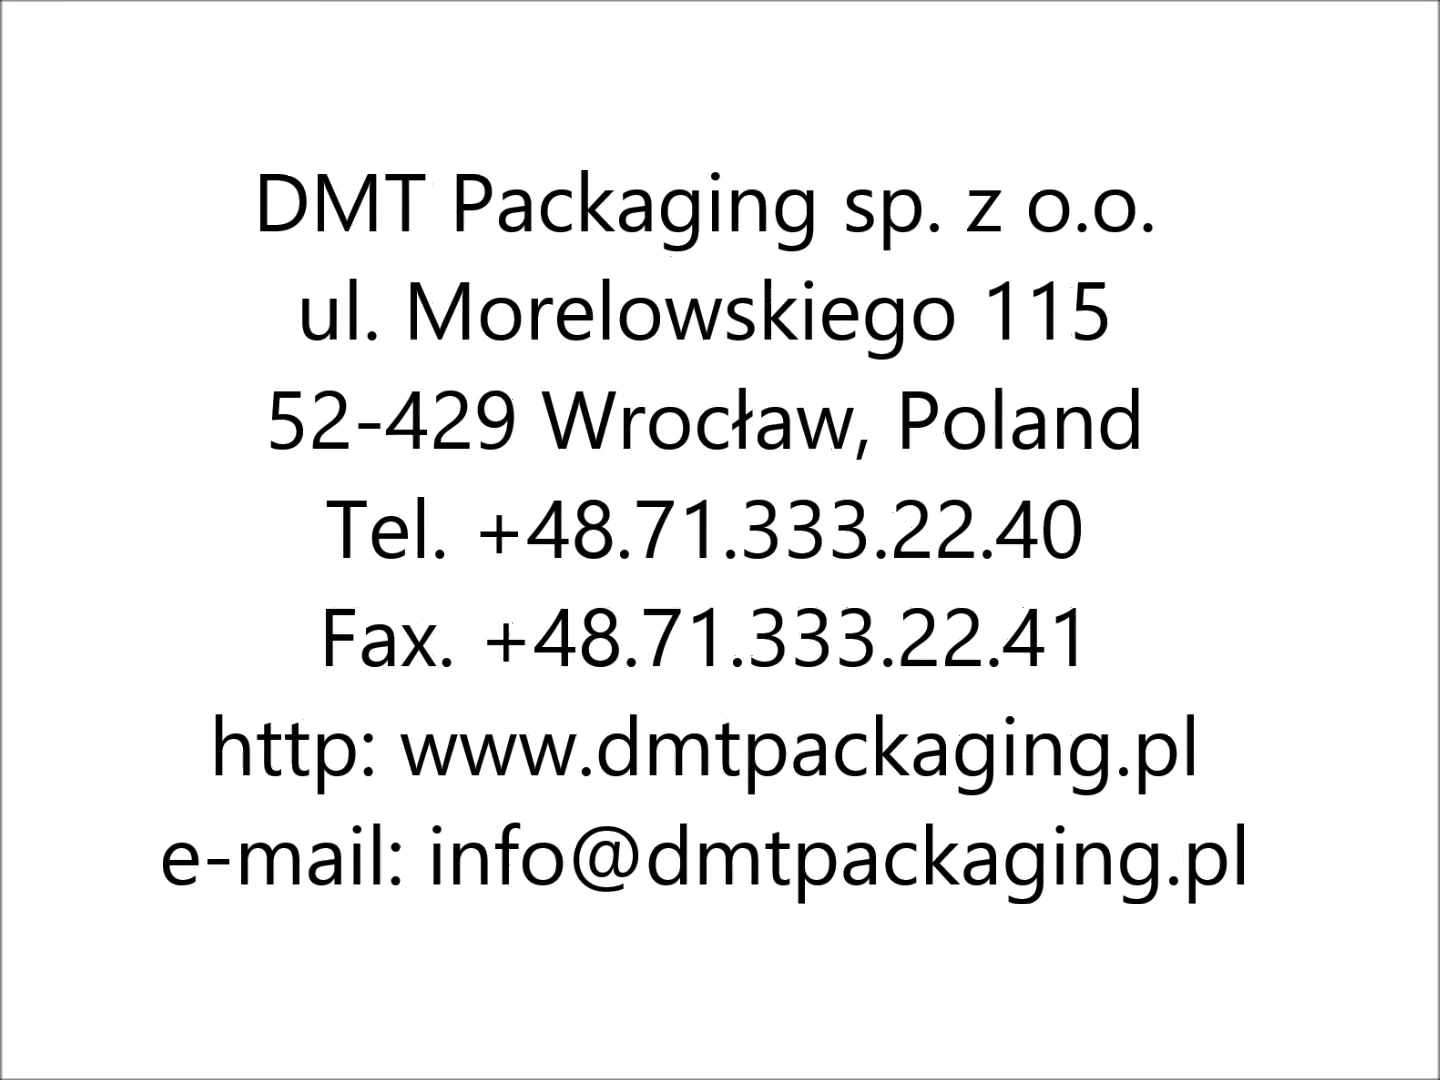 DMT Packaging sp. z o.o.
ul. Morelowskiego 115
52-429 Wrocław, Poland
Tel. +48.71.333.22.40
Fax. +48.71.333.22.41
http: www.dmtpackaging.pl
e-mail: info@dmtpackaging.pl